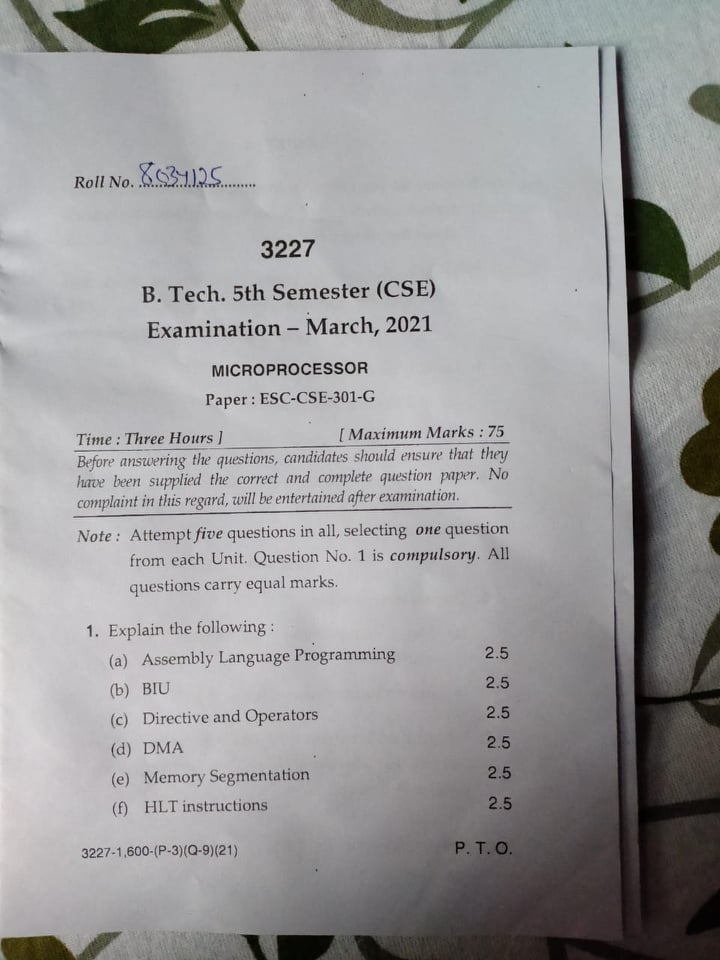 Roll No. 8034125
3227
B. Tech. 5th Semester (CSE)
Examination – March, 2021
MICROPROCESSOR
Paper : ESC-CSE-301-G
Time : Three Hours ] [ Maximum Marks : 75
Before answering the questions, candidates should ensure that they
have been supplied the correct and complete question paper. No
complaint in this regard, will be entertained after examination.
Note : Attempt five questions in all, selecting one question
from each Unit. Question No. 1 is compulsory. All
questions carry equal marks.
1. Explain the following :
(a) Assembly Language Programming 2.5
(b) BIU 2.5
(c) Directive and Operators 2.5
(d) DMA 2.5
(e) Memory Segmentation 2.5
(f) HLT instructions 2.5
3227-1,600-(P-3)(Q-9)(21) P. T. O.